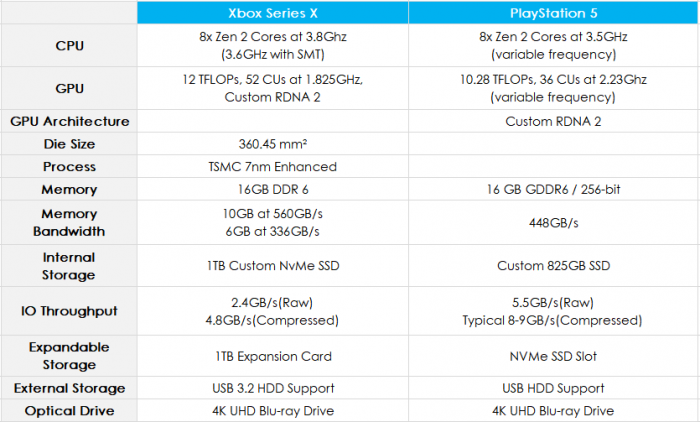 Xbox Series X PlayStation 5
CPU 8x Zen 2 Cores at 3.8Ghz 8x Zen 2 Cores at 3.5GHz
(3.6GHz with SMT) (variable frequency)
GPU 12 TFLOPs, 52 CUs at 1.825GHz, 10.28 TFLOPs, 36 CUs at 2.23Ghz
Custom RDNA 2 (variable frequency)
GPU Architecture Custom RDNA 2
Die Size 360.45 mm²
Process TSMC 7nm Enhanced
Memory 16GB DDR 6 16 GB GDDR6 / 256-bit
Memory Bandwidth 10GB at 560GB/s 448GB/s
6GB at 336GB/s
Internal Storage 1TB Custom NvMe SSD Custom 825GB SSD
IO Throughput 2.4GB/s(Raw) 5.5GB/s(Raw)
4.8GB/s(Compressed) Typical 8-9GB/s(Compressed)
Expandable Storage 1TB Expansion Card NVMe SSD Slot
External Storage USB 3.2 HDD Support USB HDD Support
Optical Drive 4K UHD Blu-ray Drive 4K UHD Blu-ray Drive